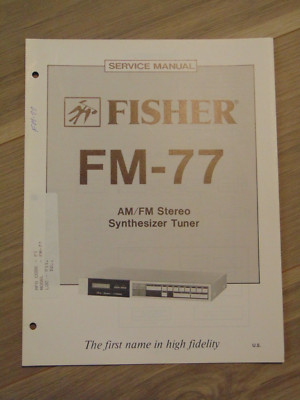 SERVICE MANUAL
FISHER
FM-77
AM/FM Stereo
Synthesizer Tuner
The first name in high fidelity